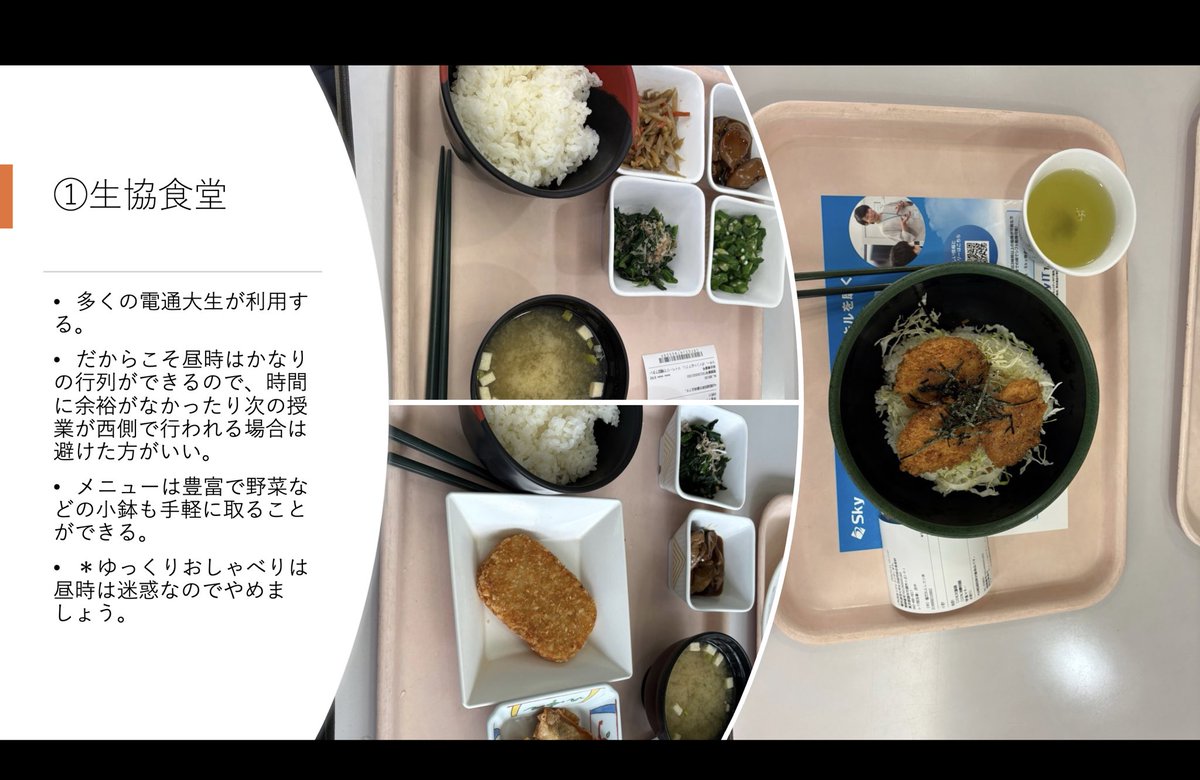 ①生協食堂
• 多くの電通大生が利用す
る。
• だからこそ昼時はかなり
の行列ができるので、時間
に余裕がなかったり次の授
業が西側で行われる場合は
避けた方がいい。
• メニューは豊富で野菜な
どの小鉢も手軽に取ること
ができる。
• ＊ゆっくりおしゃべりは
昼時は迷惑なのでやめま
しょう。
Sky